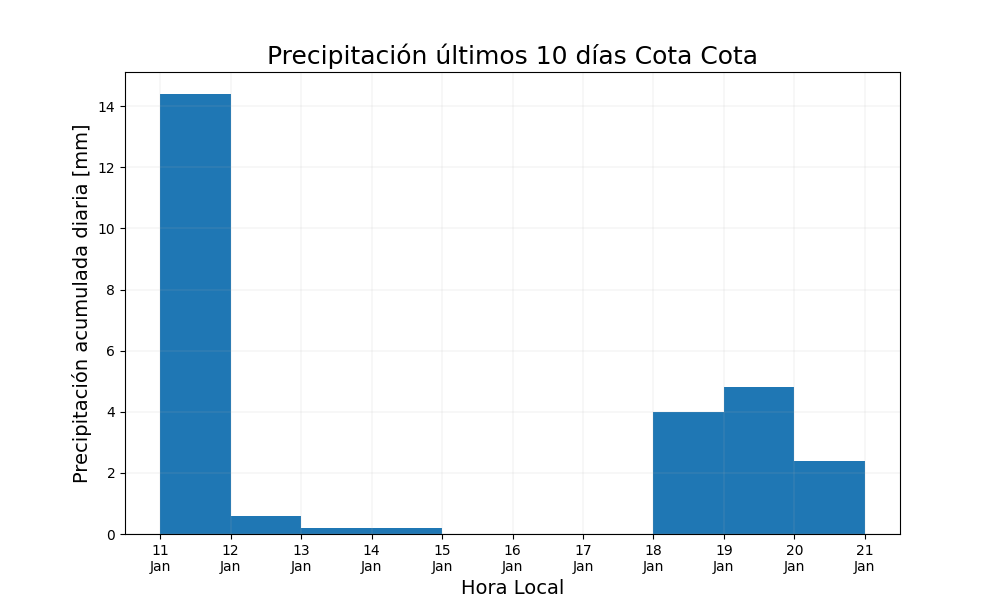 Precipitación últimos 10 días Cota Cota
Precipitación acumulada diaria [mm]
14
12
10
8
6
4
2
0
11 12 13 14 15 16 17 18 19 20 21
Jan Jan Jan Jan Jan Jan Jan Jan Jan Jan Jan
Hora Local